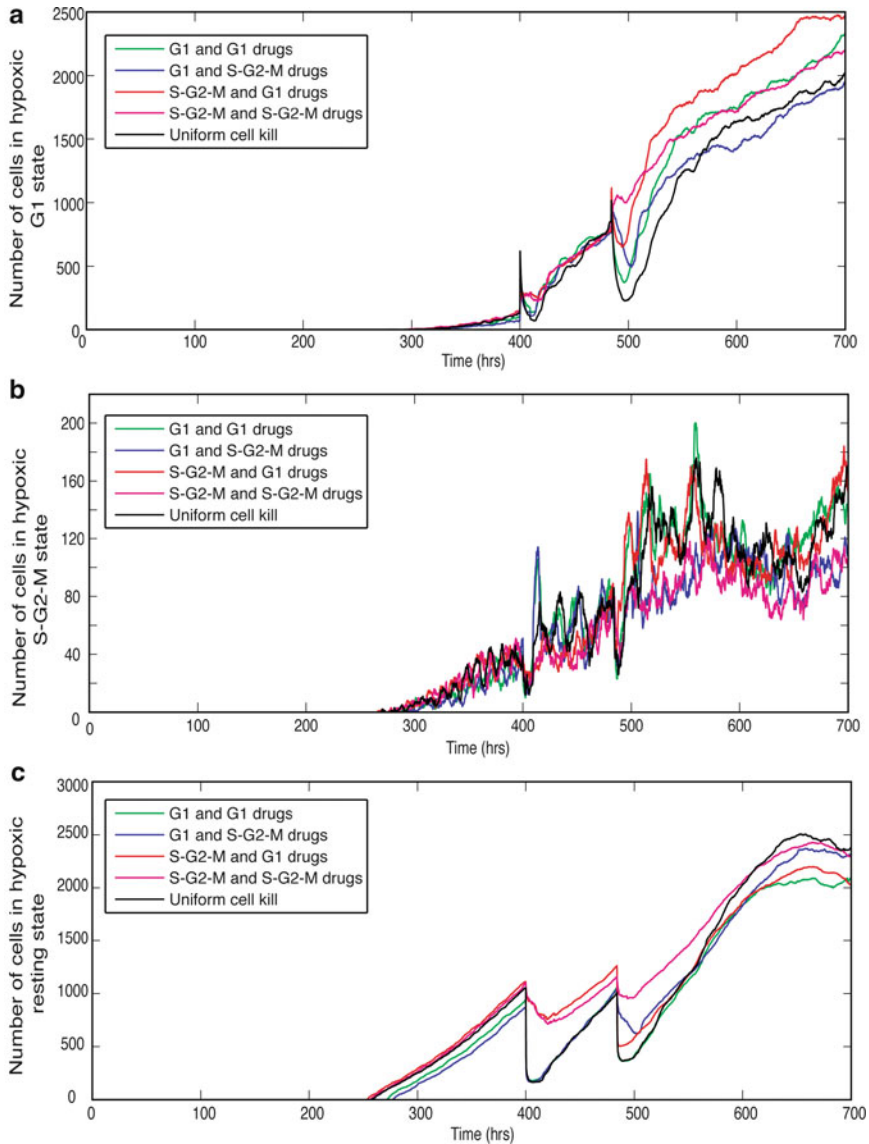 a
Number of cells in hypoxic
G1 state
2500
2000
1500
1000
500
0
G1 and G1 drugs
G1 and S-G2-M drugs
S-G2-M and G1 drugs
S-G2-M and S-G2-M drugs
Uniform cell kill
0 100 200 300 400 500 600 700
Time (hrs)
b
Number of cells in hypoxic
S-G2-M state
200
160
120
80
40
0
G1 and G1 drugs
G1 and S-G2-M drugs
S-G2-M and G1 drugs
S-G2-M and S-G2-M drugs
Uniform cell kill
0 100 200 300 400 500 600 700
Time (hrs)
c
Number of cells in hypoxic
resting state
3000
2500
2000
1500
1000
500
0
G1 and G1 drugs
G1 and S-G2-M drugs
S-G2-M and G1 drugs
S-G2-M and S-G2-M drugs
Uniform cell kill
0 100 200 300 400 500 600 700
Time (hrs)